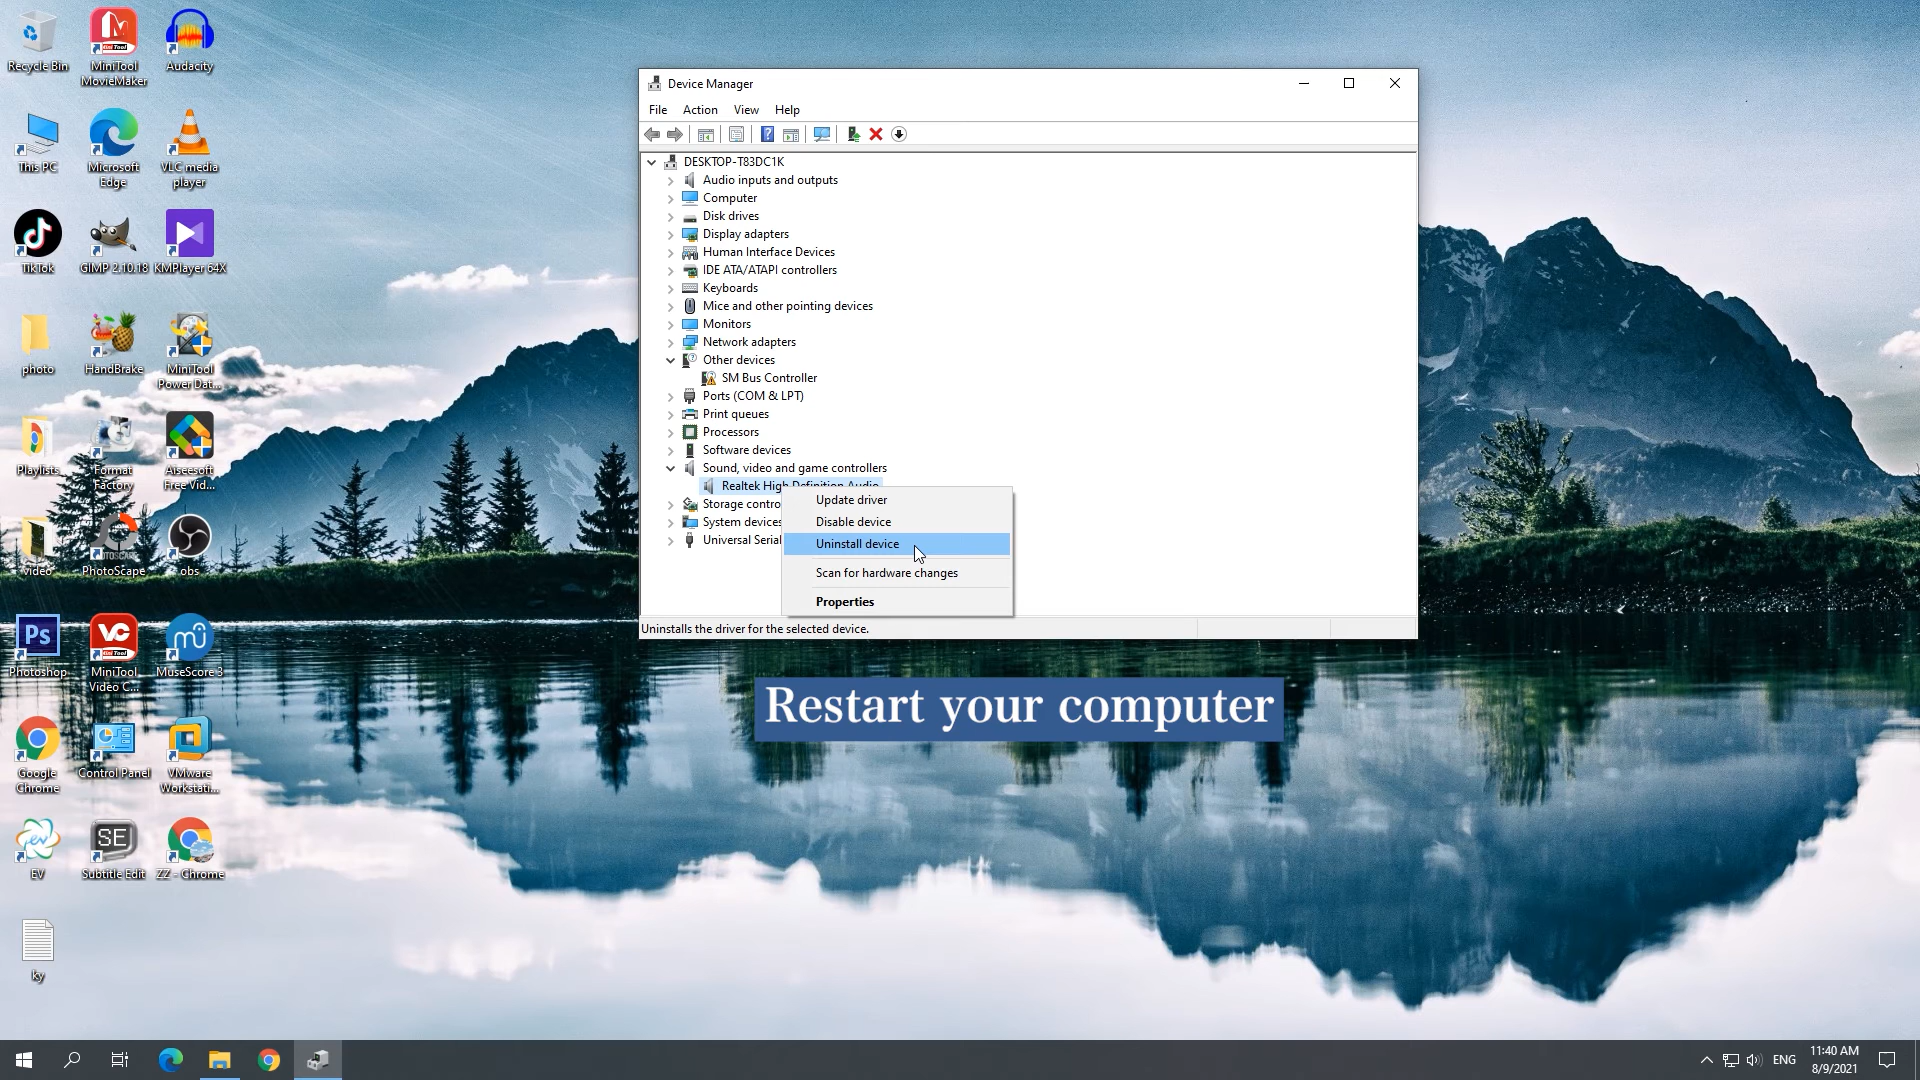 Recycle Bin
MiniTool
MovieMaker
Audacity
This PC
Microsoft
Edge
VLC media
player
TikTok
GIMP 2.10.18
KMPlayer 64X
photo
HandBrake
MiniTool
Power Dat...
Playlists
Format
Factory
Aiseesoft
Free Vid...
video
PhotoScape
obs
Ps
Photoshop
VC
Mini Tool
MiniTool
Video C...
MuseScore 3
Google
Chrome
Control Panel
VMware
Workstati...
EV
SE
Subtitle Edit
ZZ - Chrome
ky
Device Manager
File Action View Help
DESKTOP-T83DC1K
Audio inputs and outputs
Computer
Disk drives
Display adapters
Human Interface Devices
IDE ATA/ATAPI controllers
Keyboards
Mice and other pointing devices
Monitors
Network adapters
Other devices
SM Bus Controller
Ports (COM & LPT)
Print queues
Processors
Software devices
Sound, video and game controllers
Realtek High Definition Audio
Storage contro
System devices
Universal Serial
Update driver
Disable device
Uninstall device
Scan for hardware changes
Properties
Uninstalls the driver for the selected device.
Restart your computer
ENG
11:40 AM
8/9/2021